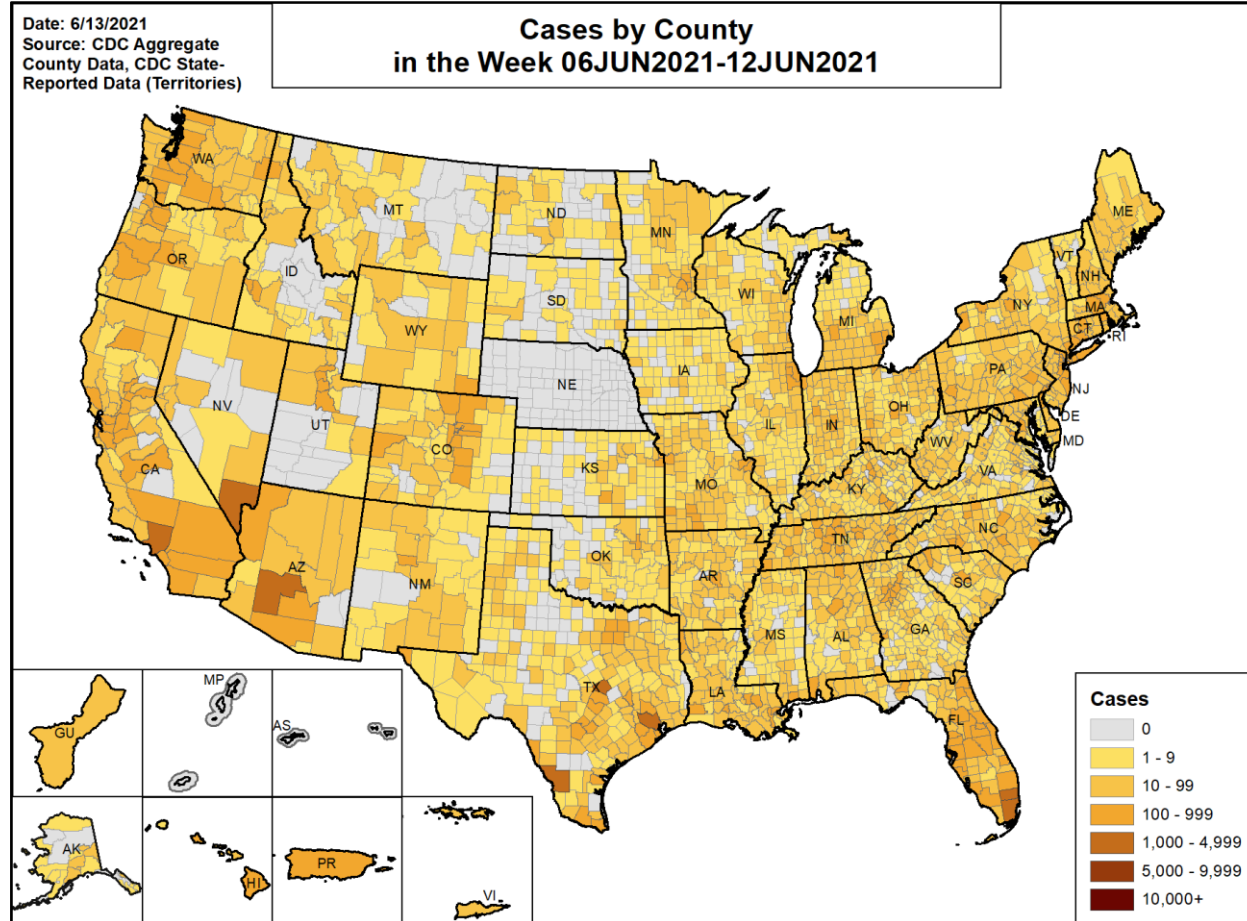 Date: 6/13/2021
Source: CDC Aggregate
County Data, CDC State-
Reported Data (Territories)
Cases by County
in the Week 06JUN2021-12JUN2021
WA
MT
ND
MN
ME
OR
ID
SD
WI
MI
VT
NH
NY
MA
CT
RI
WY
IA
PA
NJ
NE
NV
UT
CO
IL
IN
OH
DE
MD
WV
VA
CA
KS
MO
KY
NC
TN
AZ
NM
OK
AR
SC
MS
AL
GA
TX
LA
FL
GU
MP
AS
AK
HI
PR
VI
Cases
0
1 - 9
10 - 99
100 - 999
1,000 - 4,999
5,000 - 9,999
10,000+